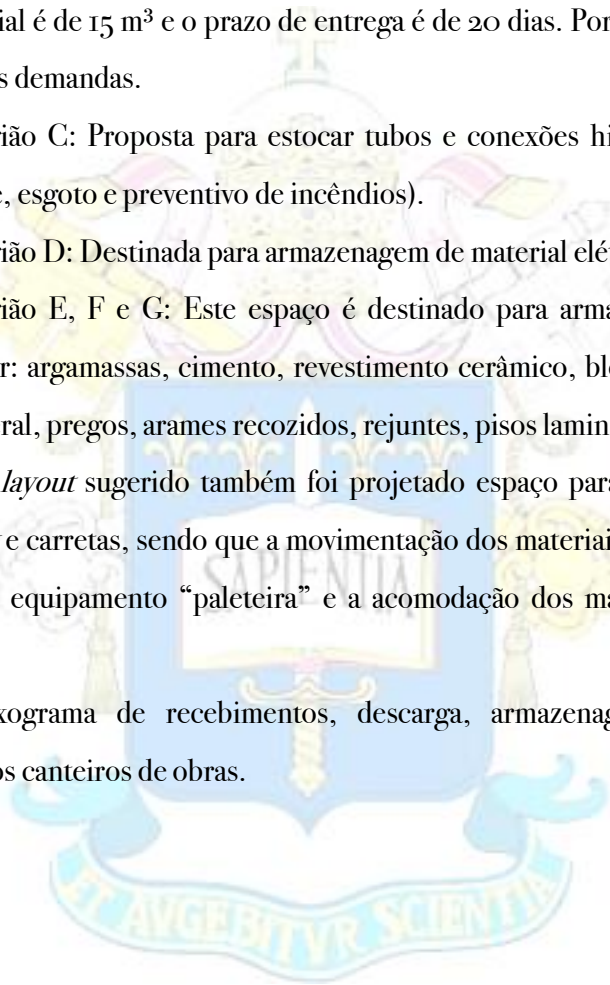 ial é de 15 m³ e o prazo de entrega é de 20 dias. Por
s demandas.
ião C: Proposta para estocar tubos e conexões hi
, esgoto e preventivo de incêndios).
ião D: Destinada para armazenagem de material elé
ião E, F e G: Este espaço é destinado para arma
r: argamassas, cimento, revestimento cerâmico, bl
ral, pregos, arames recozidos, rejuntes, pisos lamin
layout sugerido também foi projetado espaço para
e carretas, sendo que a movimentação dos materiai
equipamento “paleteira” e a acomodação dos ma
xograma de recebimentos, descarga, armazenag
os canteiros de obras.
SAPIENTIA
ET AVGEBITVR SCIENTIA